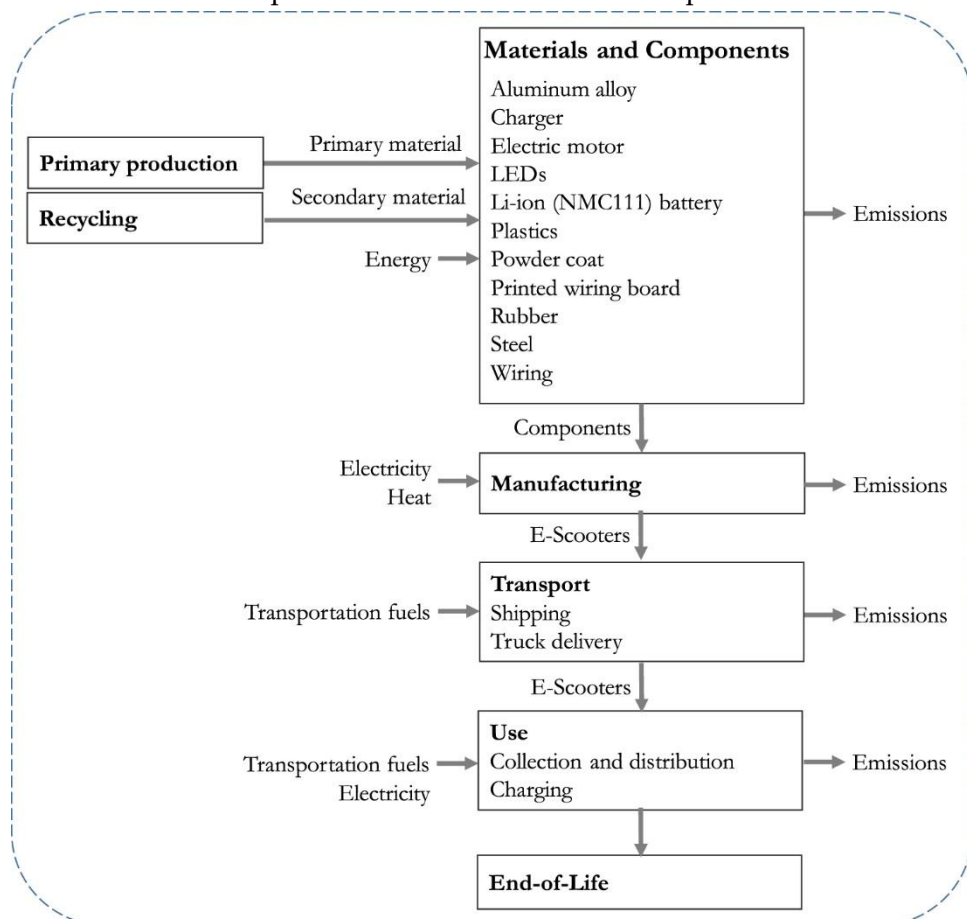 Materials and Components
Aluminum alloy
Charger
Electric motor
LEDs
Li-ion (NMC111) battery
Plastics
Powder coat
Printed wiring board
Rubber
Steel
Wiring
Primary production
Primary material
Recycling
Secondary material
Energy
Emissions
Components
Electricity
Heat
Manufacturing
Emissions
E-Scooters
Transportation fuels
Transport
Shipping
Truck delivery
Emissions
E-Scooters
Transportation fuels
Electricity
Use
Collection and distribution
Charging
Emissions
End-of-Life